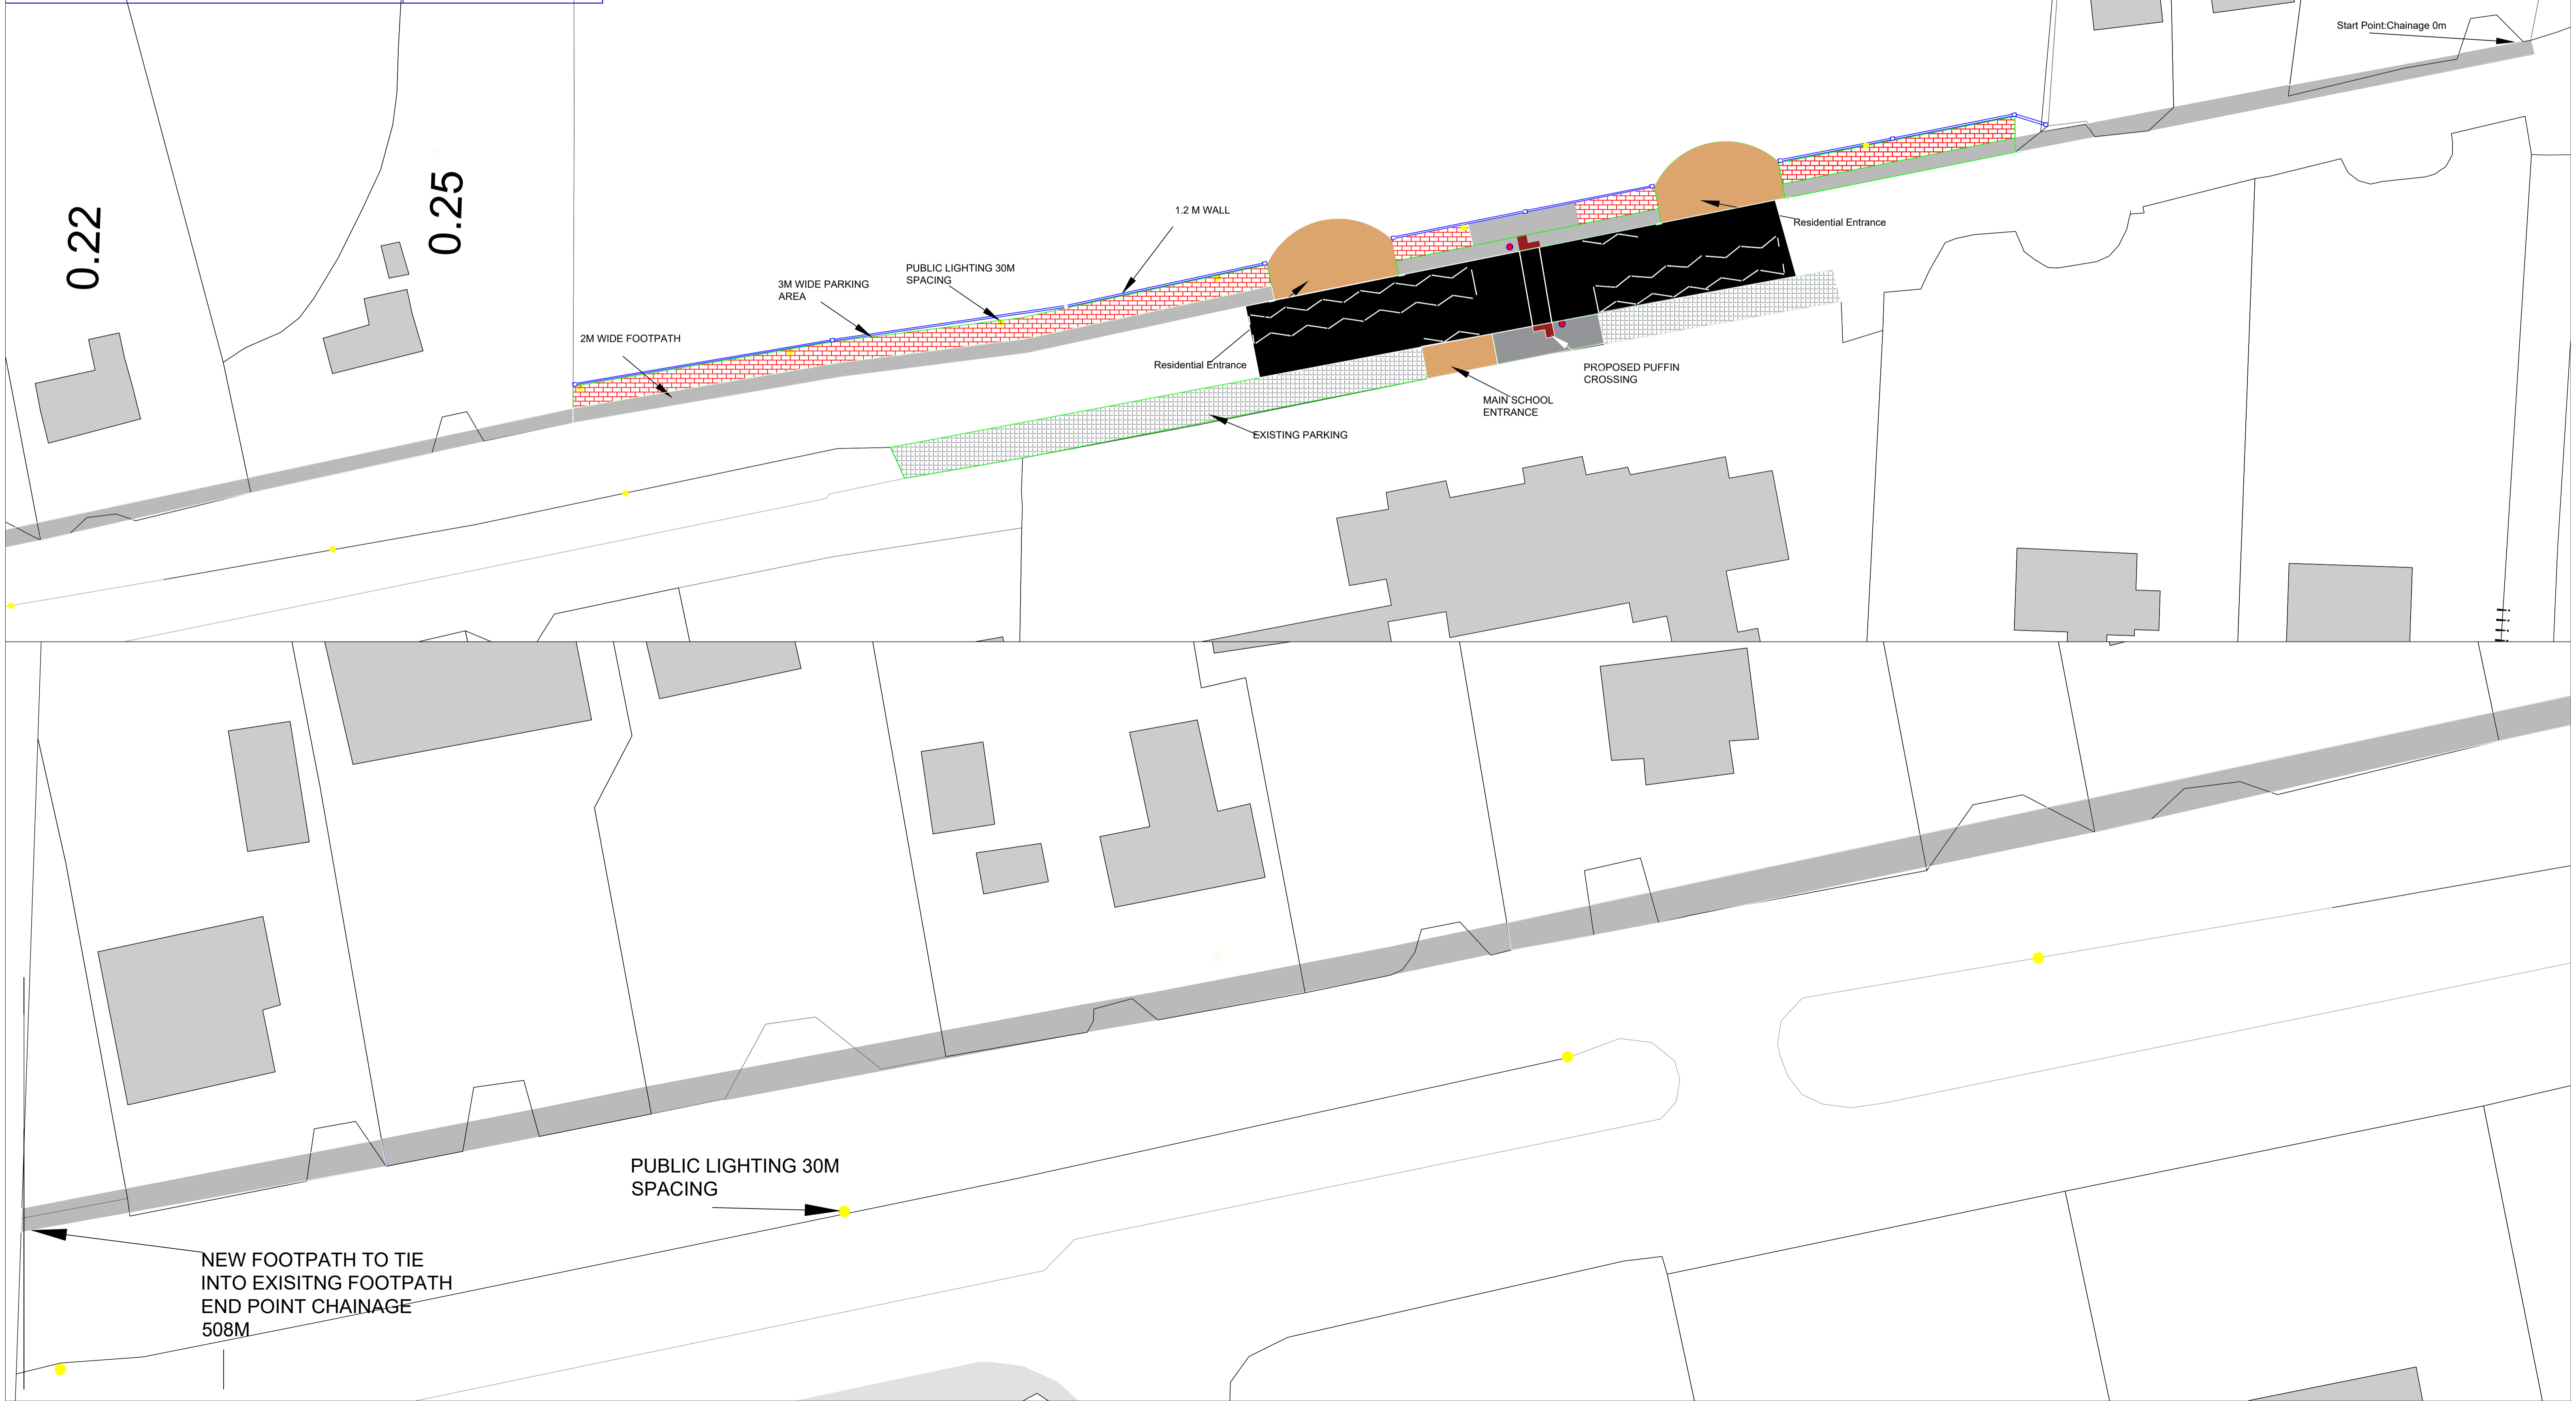 Start Point:Chainage 0m
0.22
0.25
1.2 M WALL
Residential Entrance
PUBLIC LIGHTING 30M
SPACING
3M WIDE PARKING
AREA
2M WIDE FOOTPATH
Residential Entrance
PROPOSED PUFFIN
CROSSING
MAIN SCHOOL
ENTRANCE
EXISTING PARKING
PUBLIC LIGHTING 30M
SPACING
NEW FOOTPATH TO TIE
INTO EXISITNG FOOTPATH
END POINT CHAINAGE
508M